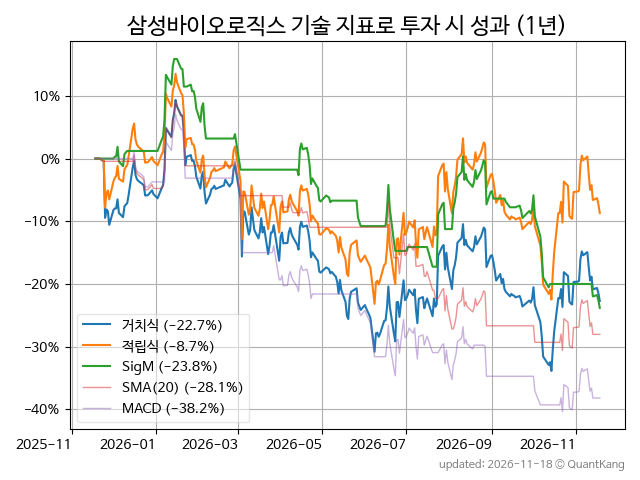 삼성바이오로직스 기술 지표로 투자 시 성과 (1년)
10%
0%
−10%
−20%
−30%
−40%
거치식 (−22.7%)
적립식 (−8.7%)
SigM (−23.8%)
SMA(20) (−28.1%)
MACD (−38.2%)
2025-11 2026-01 2026-03 2026-05 2026-07 2026-09 2026-11
updated: 2026-11-18 © QuantKang